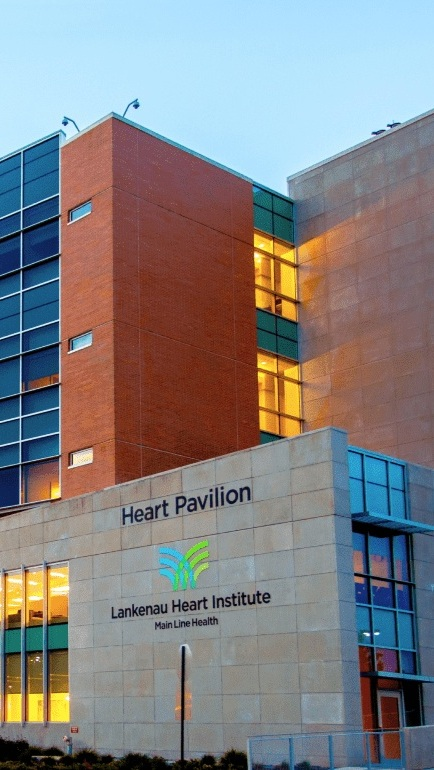 Heart Pavilion
Lankenau Heart Institute
Main Line Health